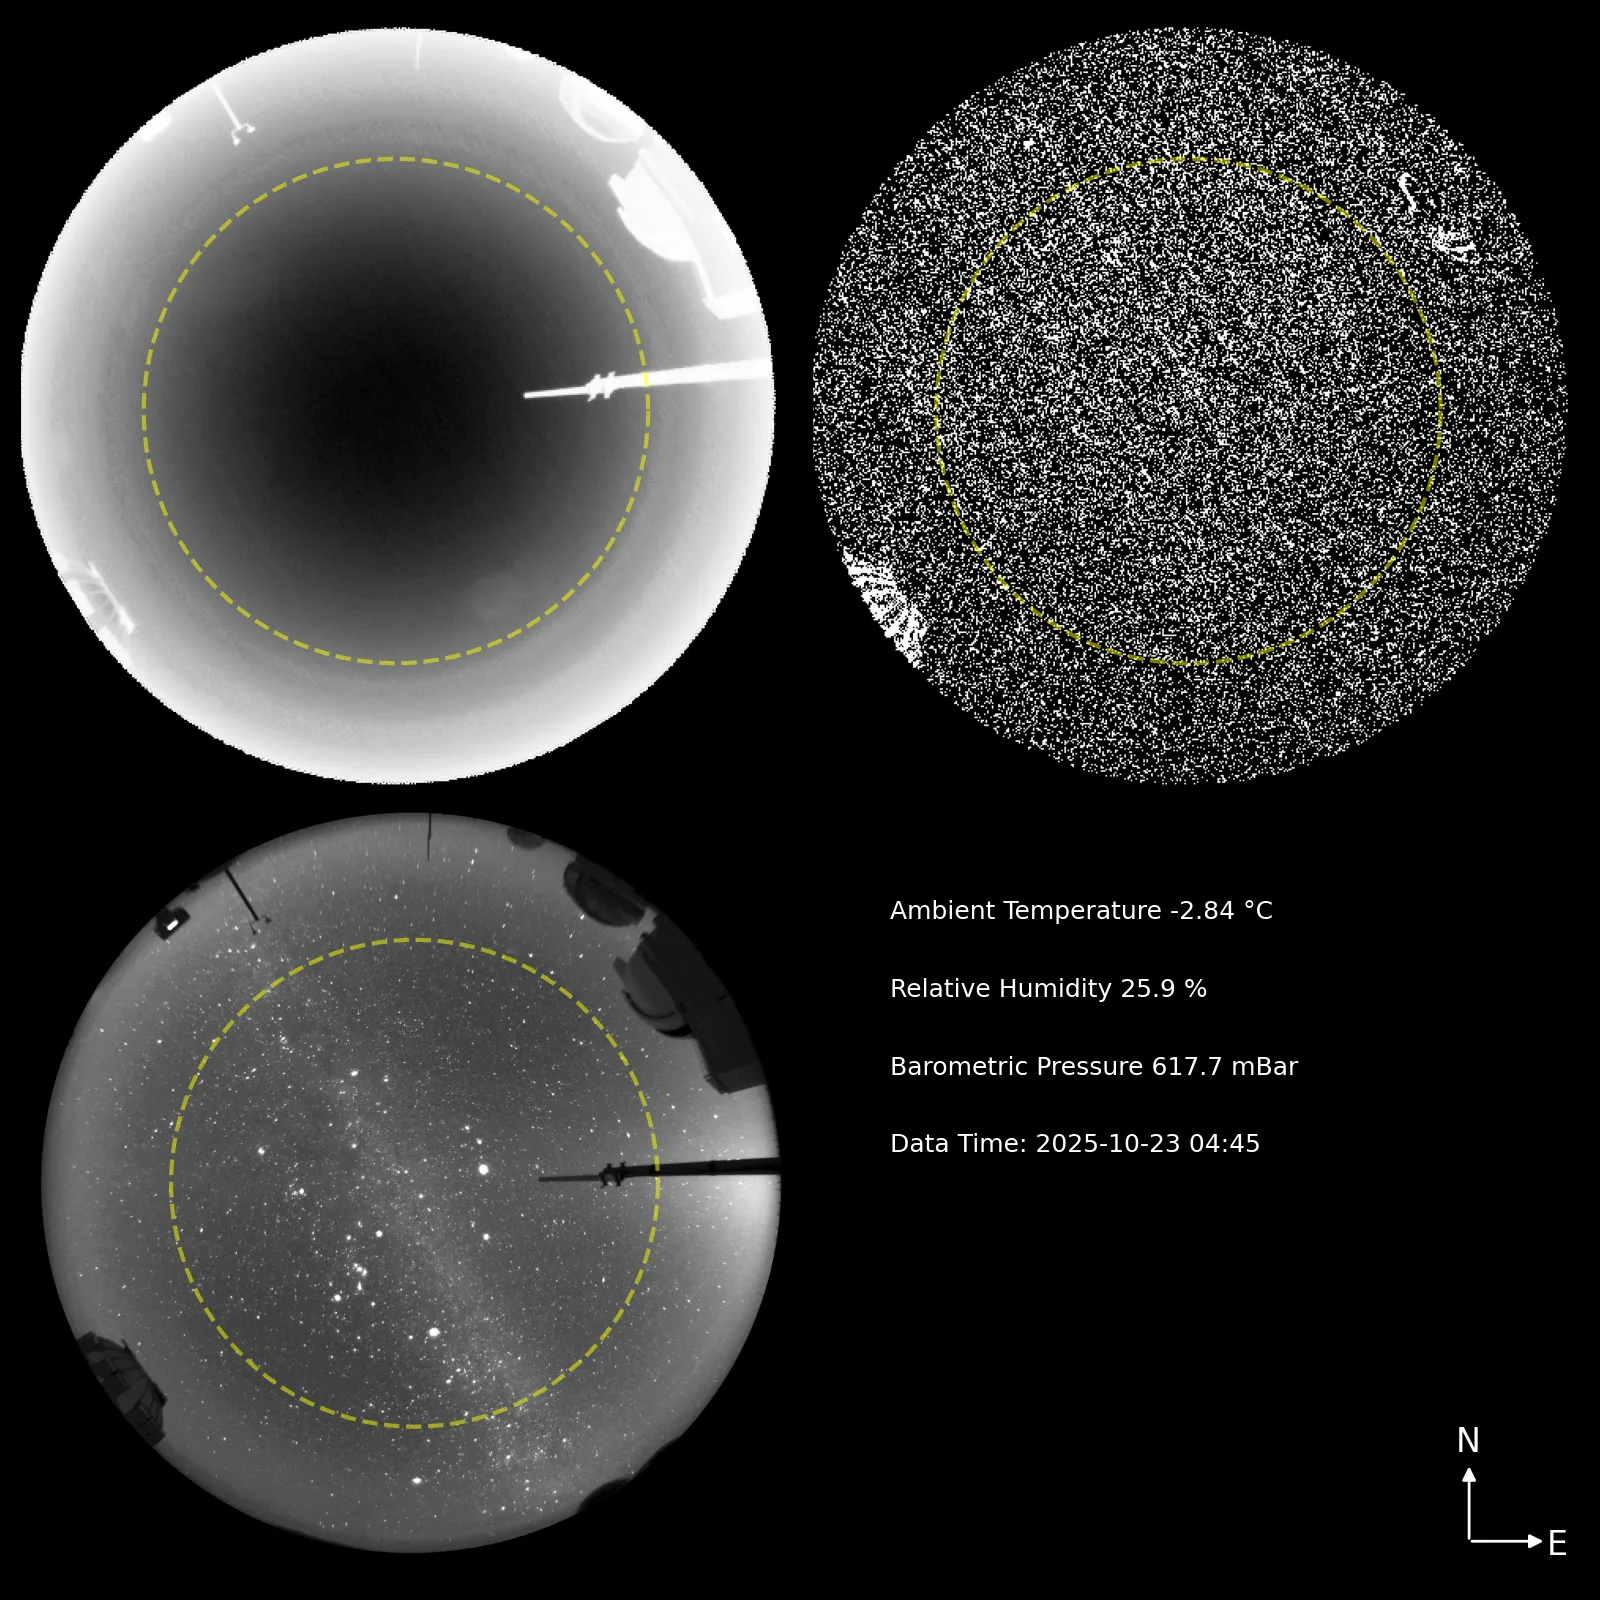 Ambient Temperature -2.84 °C
Relative Humidity 25.9 %
Barometric Pressure 617.7 mBar
Data Time: 2025-10-23 04:45
N
E